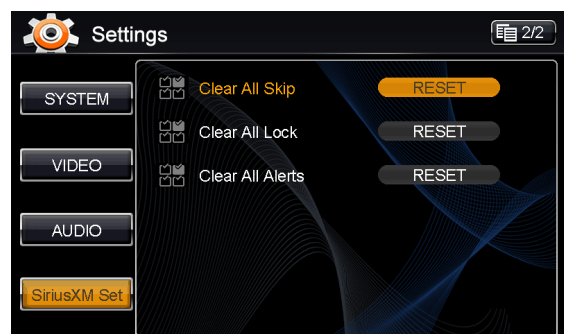 Settings
2/2
SYSTEM
VIDEO
AUDIO
SiriusXM Set
Clear All Skip RESET
Clear All Lock RESET
Clear All Alerts RESET